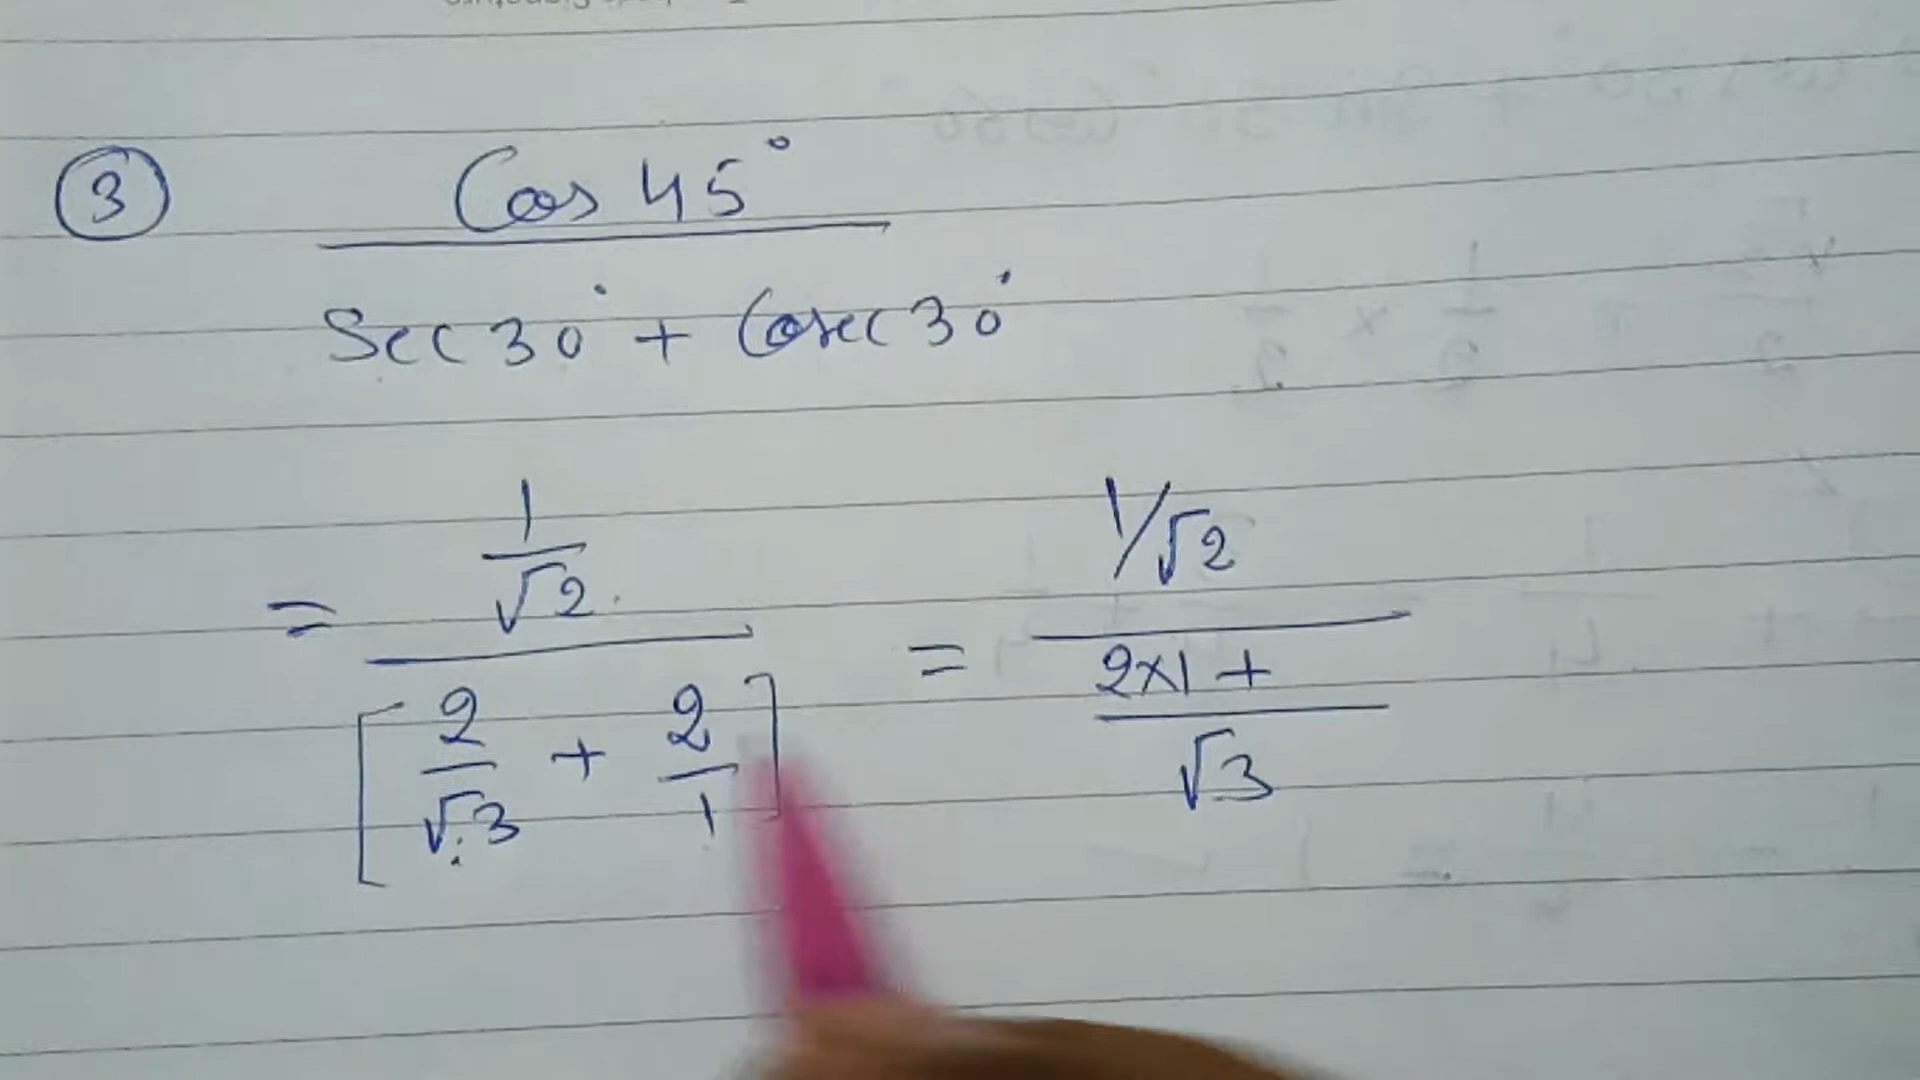 3 Cos 45°
Sec 30° + Cosec 30°
= 1/√2 / [2/√3 + 2/1] = 1/√2 / (2×1 + / √3)